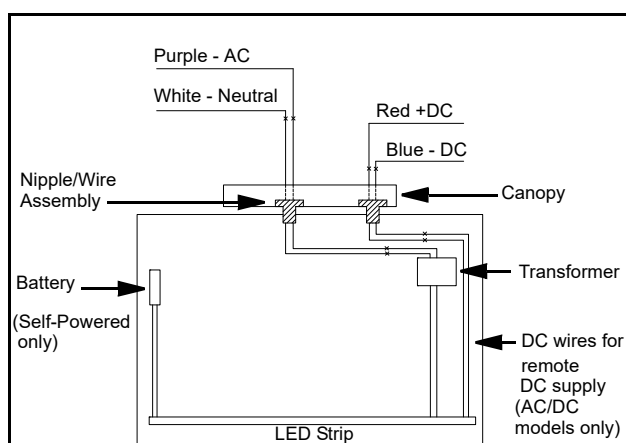 Purple - AC
White - Neutral
Red +DC
Blue - DC
Nipple/Wire
Assembly
Canopy
Battery
(Self-Powered
only)
Transformer
DC wires for
remote
DC supply
(AC/DC
models only)
LED Strip